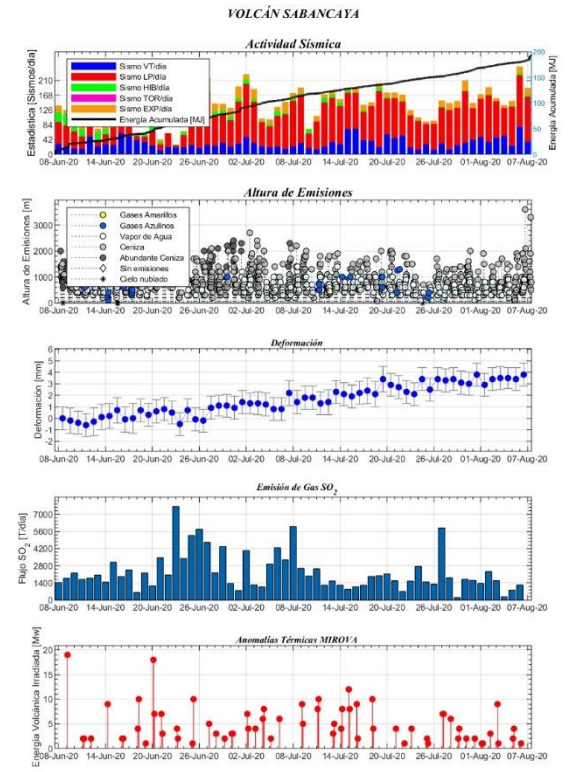 VOLCÁN SABANCAYA
Actividad Sísmica
Estadística [Sismos/día]
210
168
126
84
42
0
Sismo VT/día
Sismo LP/día
Sismo HIB/día
Sismo TOR/día
Sismo EXP/día
Energía Acumulada [MJ]
200
150
100
50
0
Energía Acumulada [MJ]
08-Jun-20 14-Jun-20 20-Jun-20 26-Jun-20 02-Jul-20 08-Jul-20 14-Jul-20 20-Jul-20 26-Jul-20 01-Aug-20 07-Aug-20
Altura de Emisiones
Altura de Emisiones [m]
3000
2000
1000
0
Gases Amarillos
Gases Azulinos
Vapor de Agua
Ceniza
Abundante Ceniza
Sin emisiones
Cielo nublado
08-Jun-20 14-Jun-20 20-Jun-20 26-Jun-20 02-Jul-20 08-Jul-20 14-Jul-20 20-Jul-20 26-Jul-20 01-Aug-20 07-Aug-20
Deformación
Deformación [mm]
6
5
4
3
2
1
0
-1
-2
08-Jun-20 14-Jun-20 20-Jun-20 26-Jun-20 02-Jul-20 08-Jul-20 14-Jul-20 20-Jul-20 26-Jul-20 01-Aug-20 07-Aug-20
Emisión de Gas SO2
Flujo SO2 [T/día]
7000
5600
4200
2800
1400
0
08-Jun-20 14-Jun-20 20-Jun-20 26-Jun-20 02-Jul-20 08-Jul-20 14-Jul-20 20-Jul-20 26-Jul-20 01-Aug-20 07-Aug-20
Anomalías Térmicas MIROVA
Energía Volcánica Irradiada [Mw]
20
15
10
5
0
08-Jun-20 14-Jun-20 20-Jun-20 26-Jun-20 02-Jul-20 08-Jul-20 14-Jul-20 20-Jul-20 26-Jul-20 01-Aug-20 07-Aug-20